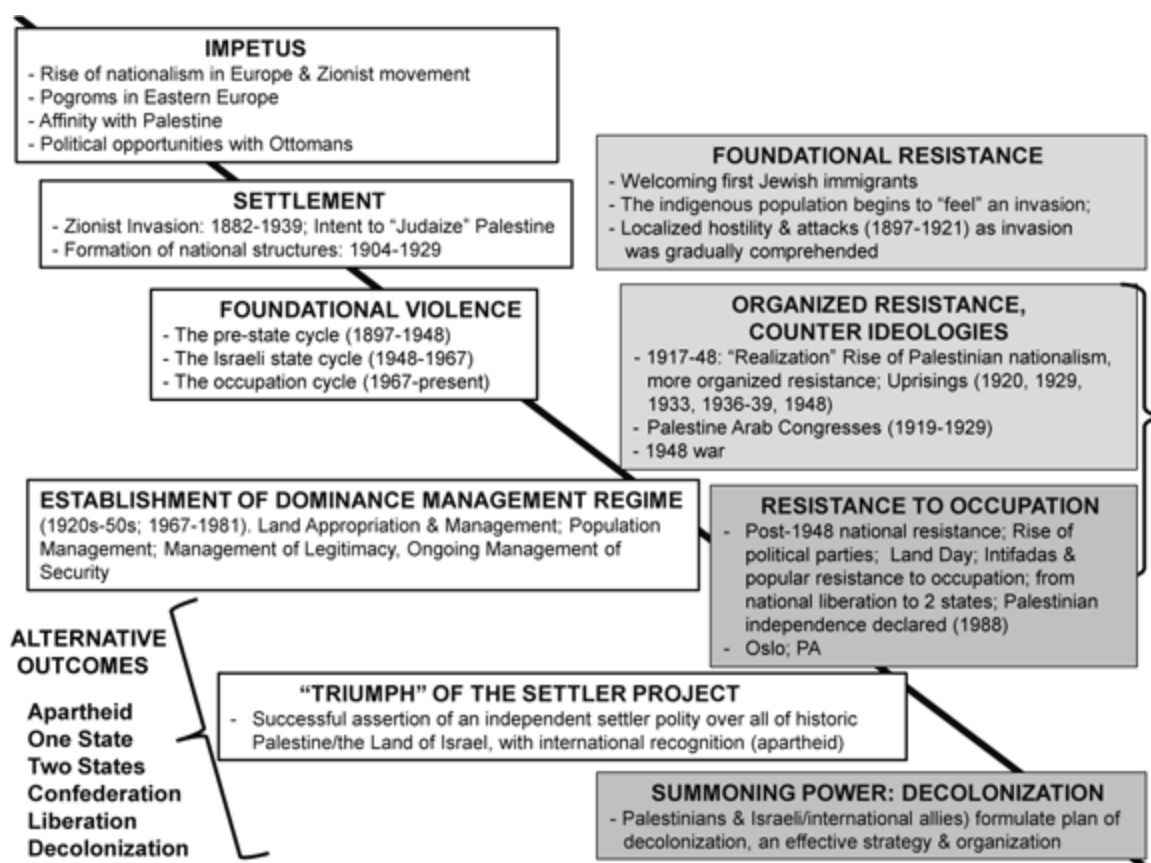 IMPETUS
- Rise of nationalism in Europe & Zionist movement
- Pogroms in Eastern Europe
- Affinity with Palestine
- Political opportunities with Ottomans
SETTLEMENT
- Zionist Invasion: 1882-1939; Intent to “Judaize” Palestine
- Formation of national structures: 1904-1929
FOUNDATIONAL VIOLENCE
- The pre-state cycle (1897-1948)
- The Israeli state cycle (1948-1967)
- The occupation cycle (1967-present)
ESTABLISHMENT OF DOMINANCE MANAGEMENT REGIME
(1920s-50s; 1967-1981). Land Appropriation & Management; Population
Management; Management of Legitimacy, Ongoing Management of
Security
FOUNDATIONAL RESISTANCE
- Welcoming first Jewish immigrants
- The indigenous population begins to “feel” an invasion;
- Localized hostility & attacks (1897-1921) as invasion
was gradually comprehended
ORGANIZED RESISTANCE,
COUNTER IDEOLOGIES
- 1917-48: “Realization” Rise of Palestinian nationalism,
more organized resistance; Uprisings (1920, 1929,
1933, 1936-39, 1948)
- Palestine Arab Congresses (1919-1929)
- 1948 war
RESISTANCE TO OCCUPATION
- Post-1948 national resistance; Rise of
political parties; Land Day; Intifadas &
popular resistance to occupation; from
national liberation to 2 states; Palestinian
independence declared (1988)
- Oslo; PA
ALTERNATIVE
OUTCOMES
Apartheid
One State
Two States
Confederation
Liberation
Decolonization
“TRIUMPH” OF THE SETTLER PROJECT
- Successful assertion of an independent settler polity over all of historic
Palestine/the Land of Israel, with international recognition (apartheid)
SUMMONING POWER: DECOLONIZATION
- Palestinians & Israeli/international allies) formulate plan of
decolonization, an effective strategy & organization